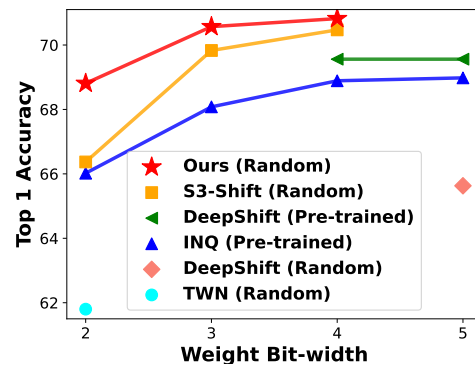 70
68
66
64
62
Top 1 Accuracy
Ours (Random)
S3-Shift (Random)
DeepShift (Pre-trained)
INQ (Pre-trained)
DeepShift (Random)
TWN (Random)
2 3 4 5
Weight Bit-width